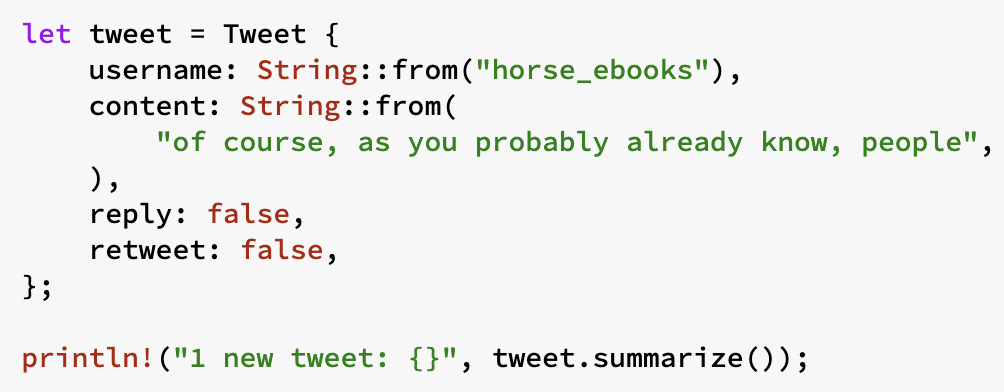 let tweet = Tweet {
    username: String::from("horse_ebooks"),
    content: String::from(
        "of course, as you probably already know, people",
    ),
    reply: false,
    retweet: false,
};

println!("1 new tweet: {}", tweet.summarize());